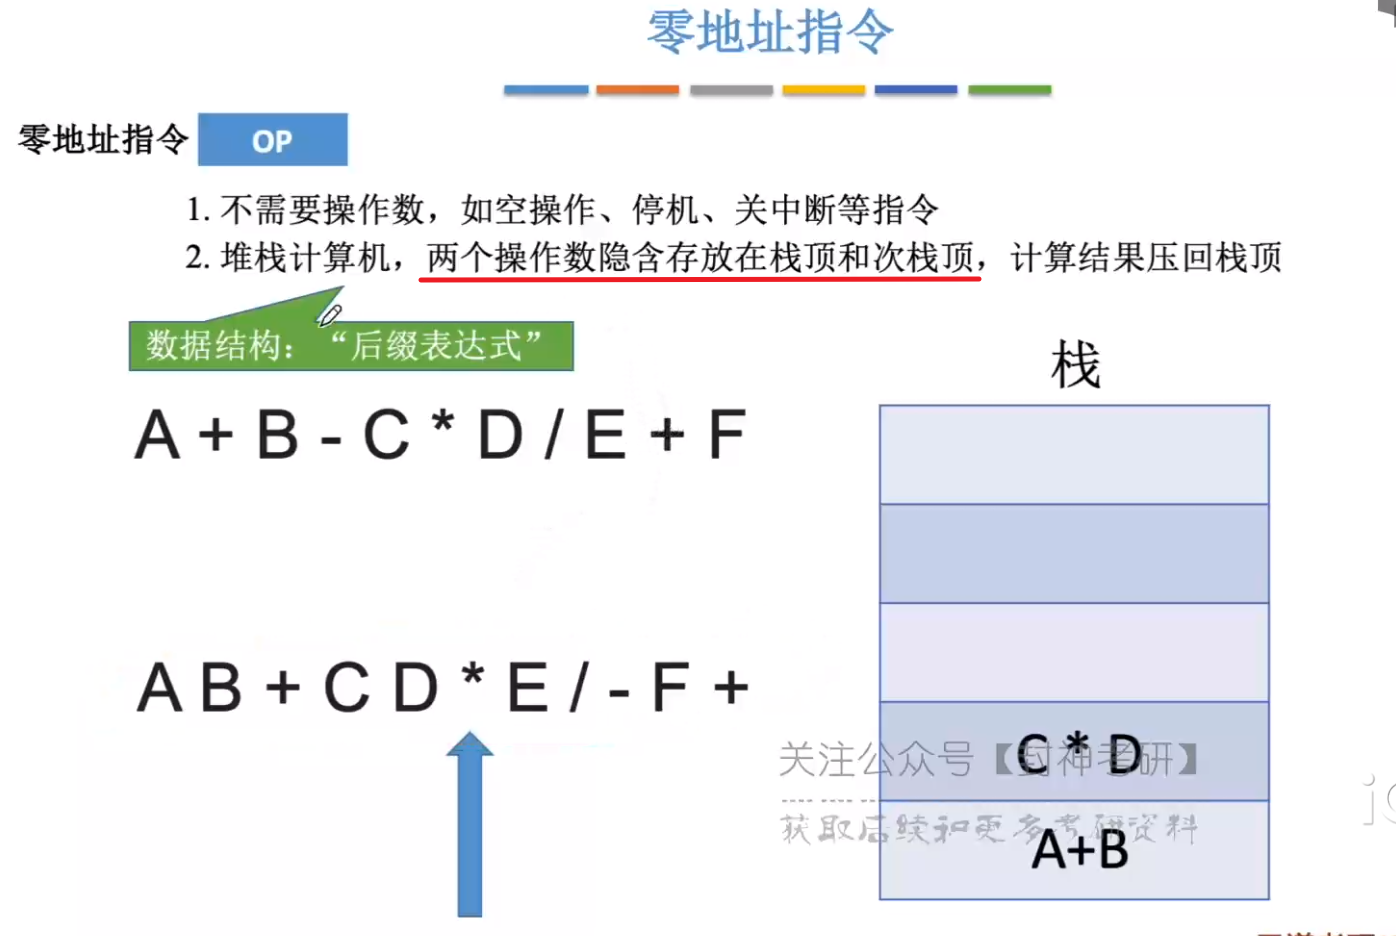 零地址指令
零地址指令 OP
1. 不需要操作数，如空操作、停机、关中断等指令
2. 堆栈计算机，两个操作数隐含存放在栈顶和次栈顶，计算结果压回栈顶
数据结构：“后缀表达式”
栈
A + B - C * D / E + F
A B + C D * E / - F +
C * D
关注公众号【封神考研】
获取后续和更多考研资料
A+B